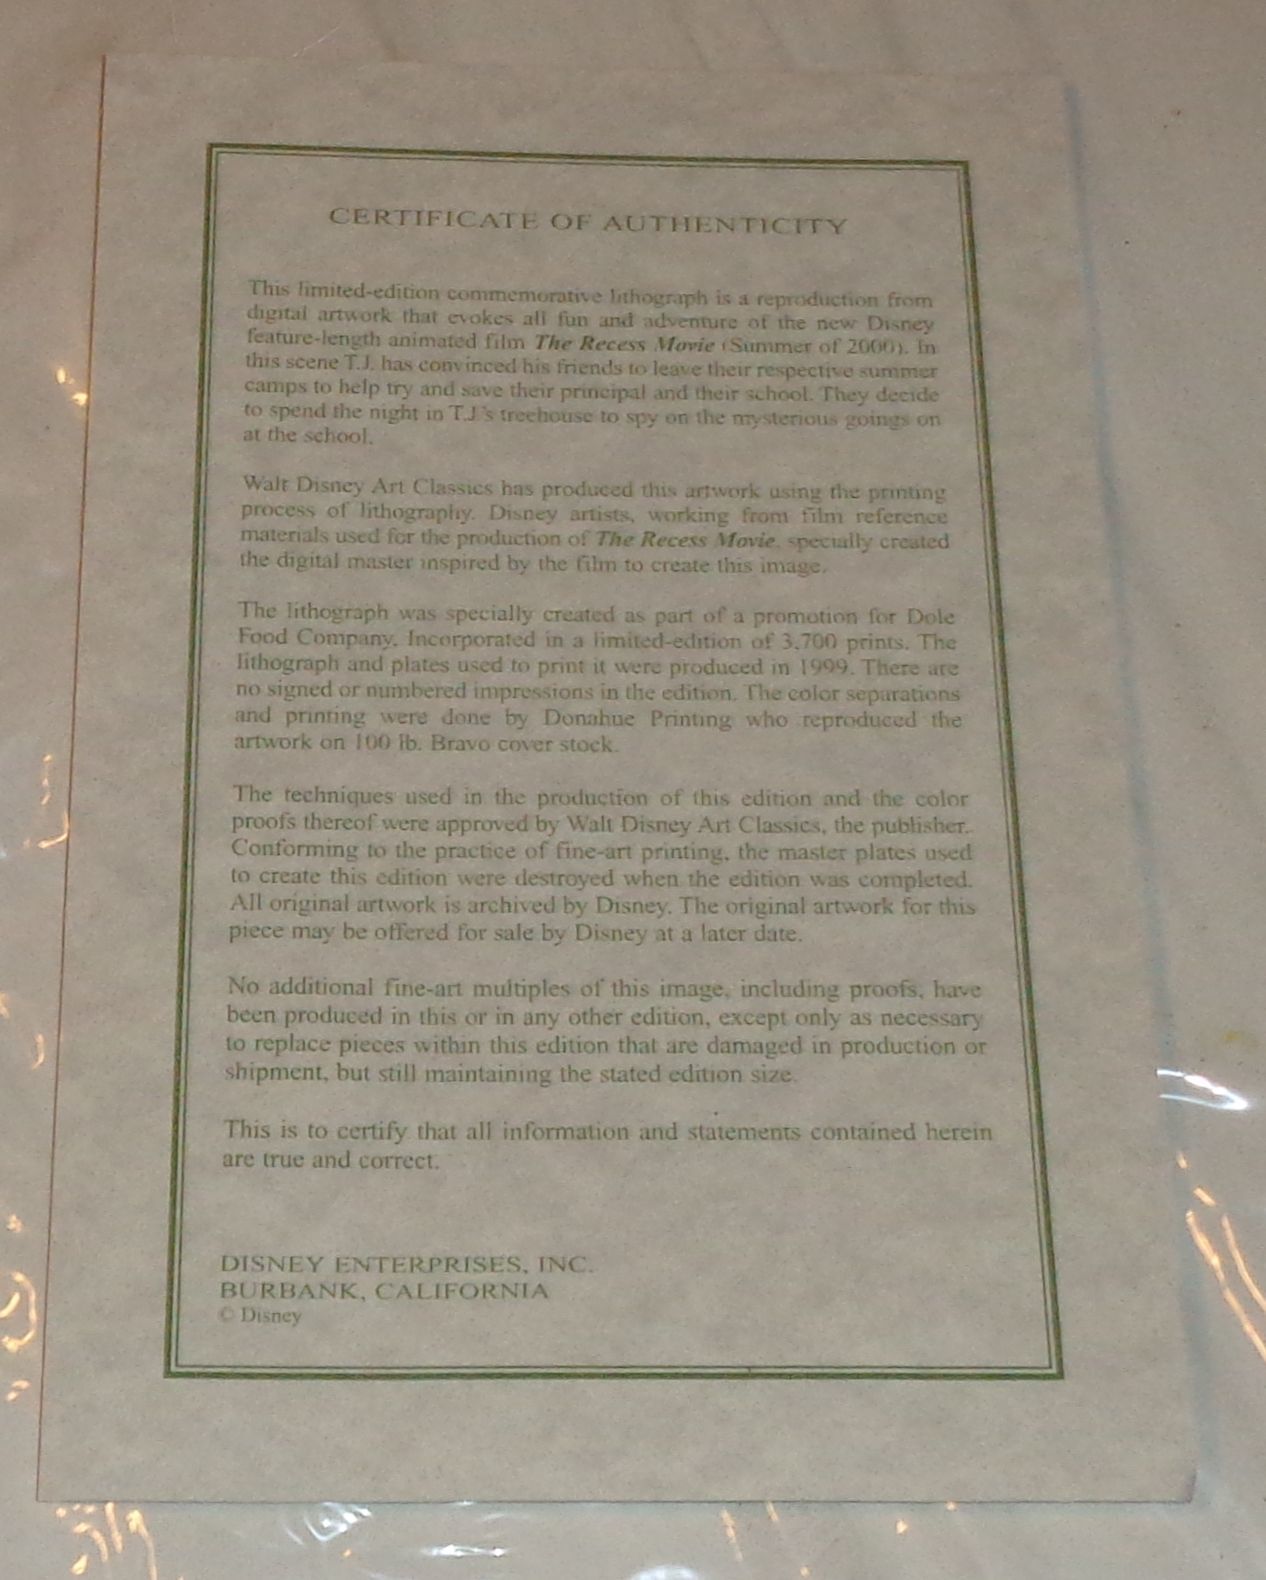 CERTIFICATE OF AUTHENTICITY
This limited-edition commemorative lithograph is a reproduction from
digital artwork that evokes all fun and adventure of the new Disney
feature-length animated film The Recess Movie (Summer of 2000). In
this scene T.J. has convinced his friends to leave their respective summer
camps to help try and save their principal and their school. They decide
to spend the night in T.J.'s treehouse to spy on the mysterious goings on
at the school.
Walt Disney Art Classics has produced this artwork using the printing
process of lithography. Disney artists, working from film reference
materials used for the production of The Recess Movie, specially created
the digital master inspired by the film to create this image.
The lithograph was specially created as part of a promotion for Dole
Food Company, Incorporated in a limited-edition of 3,700 prints. The
lithograph and plates used to print it were produced in 1999. There are
no signed or numbered impressions in the edition. The color separations
and printing were done by Donahue Printing who reproduced the
artwork on 100 lb. Bravo cover stock.
The techniques used in the production of this edition and the color
proofs thereof were approved by Walt Disney Art Classics, the publisher.
Conforming to the practice of fine-art printing, the master plates used
to create this edition were destroyed when the edition was completed.
All original artwork is archived by Disney. The original artwork for this
piece may be offered for sale by Disney at a later date.
No additional fine-art multiples of this image, including proofs, have
been produced in this or in any other edition, except only as necessary
to replace pieces within this edition that are damaged in production or
shipment, but still maintaining the stated edition size.
This is to certify that all information and statements contained herein
are true and correct.
DISNEY ENTERPRISES, INC.
BURBANK, CALIFORNIA
© Disney